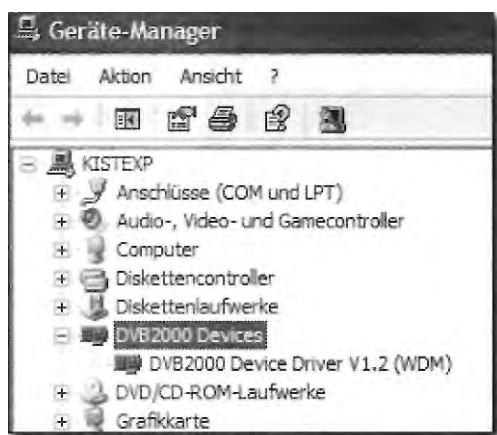 Geräte-Manager
Datei Aktion Ansicht ?
KISTEXP
Anschlüsse (COM und LPT)
Audio-, Video- und Gamecontroller
Computer
Diskettencontroller
Diskettenlaufwerke
DVB2000 Devices
DVB2000 Device Driver V1.2 (WDM)
DVD/CD-ROM-Laufwerke
Grafikkarte